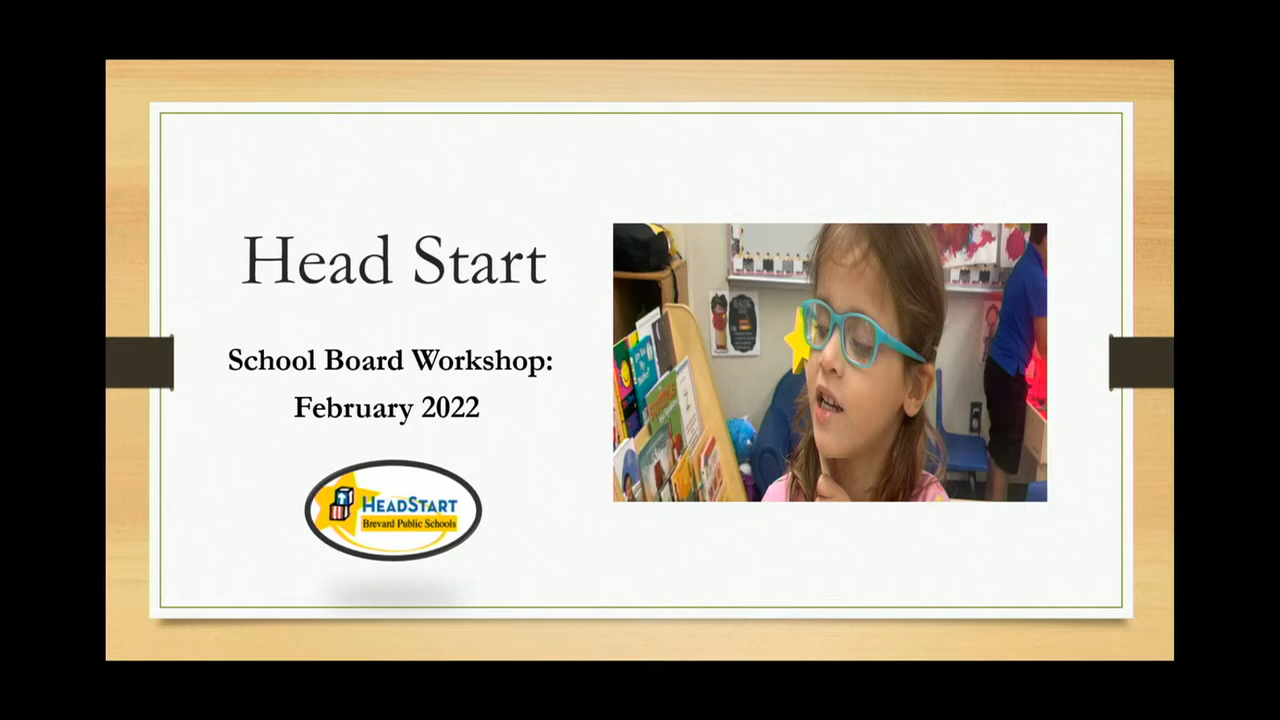 Head Start
School Board Workshop:
February 2022
HEADSTART
Brevard Public Schools